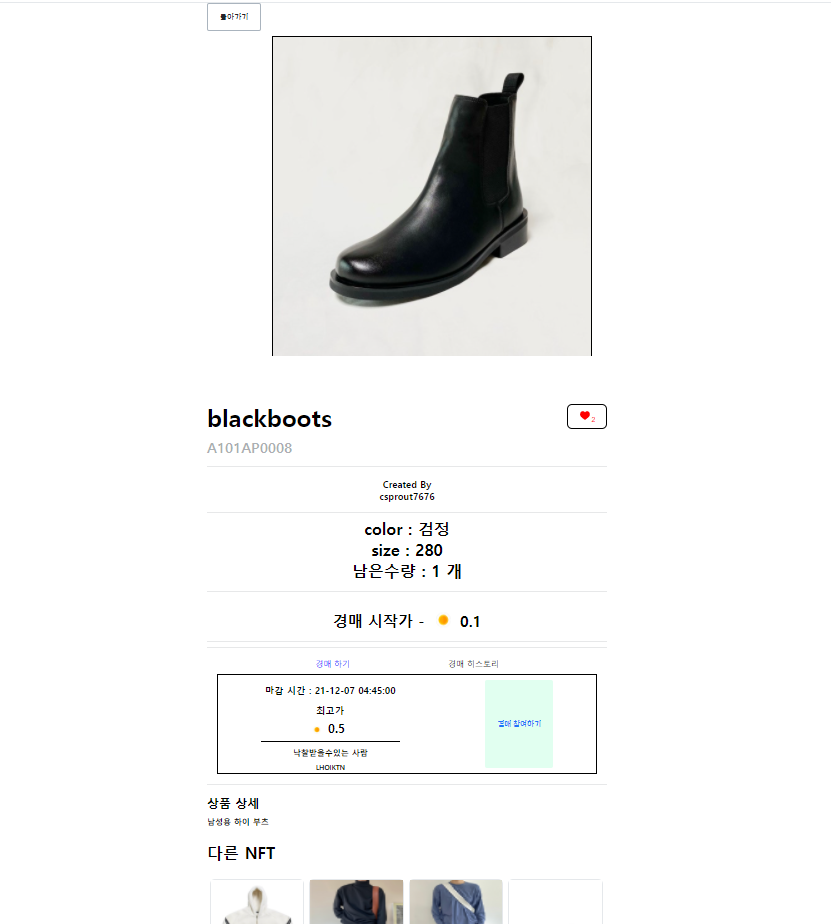 돌아가기
blackboots
2
A101AP0008
Created By
csprout7676
color : 검정
size : 280
남은수량 : 1 개
경매 시작가 - 0.1
경매 하기
경매 히스토리
마감 시간 : 21-12-07 04:45:00
최고가
0.5
낙찰받을수있는 사람
LHOIKTN
경매 참여하기
상품 상세
남성용 하이 부츠
다른 NFT